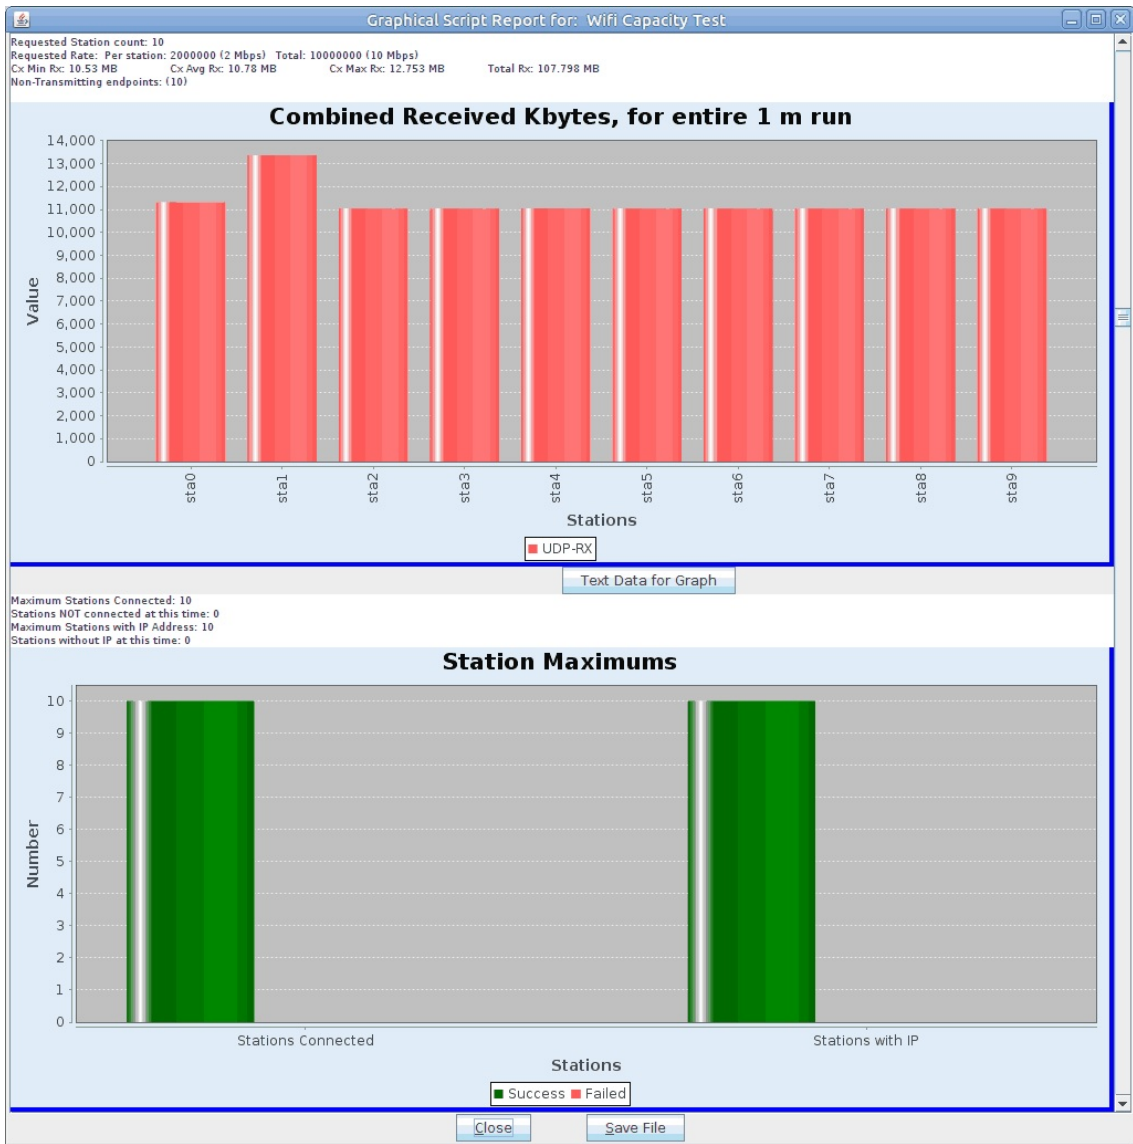 Graphical Script Report for: Wifi Capacity Test
Requested Station count: 10
Requested Rate: Per station: 2000000 (2 Mbps) Total: 10000000 (10 Mbps)
Cx Min Rx: 10.53 MB Cx Avg Rx: 10.78 MB Cx Max Rx: 12.753 MB Total Rx: 107.798 MB
Non-Transmitting endpoints: (10)
Combined Received Kbytes, for entire 1 m run
Value
14,000
13,000
12,000
11,000
10,000
9,000
8,000
7,000
6,000
5,000
4,000
3,000
2,000
1,000
0
sta0 sta1 sta2 sta3 sta4 sta5 sta6 sta7 sta8 sta9
Stations
UDP-RX
Text Data for Graph
Maximum Stations Connected: 10
Stations NOT connected at this time: 0
Maximum Stations with IP Address: 10
Stations without IP at this time: 0
Station Maximums
Number
10
9
8
7
6
5
4
3
2
1
0
Stations Connected Stations with IP
Stations
Success Failed
Close Save File